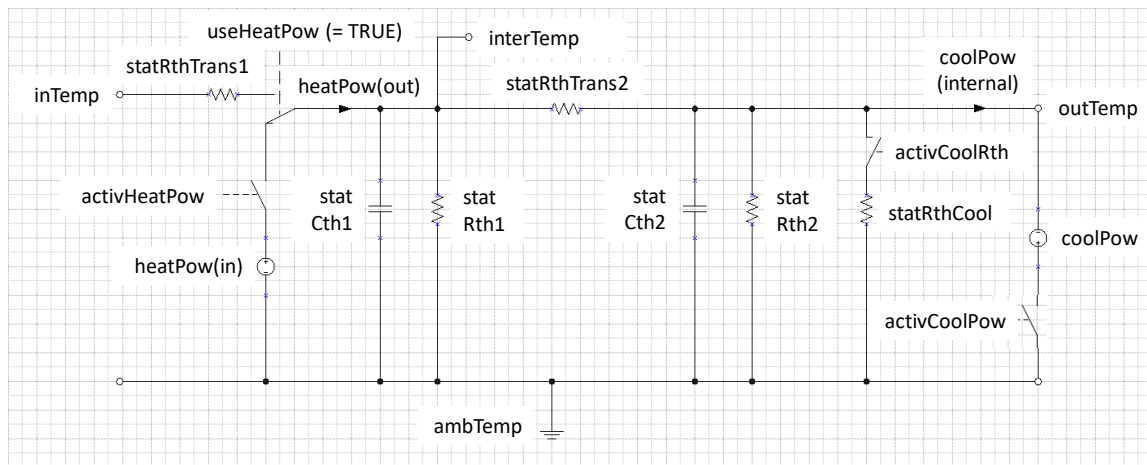 useHeatPow (= TRUE)
interTemp
statRthTrans1
heatPow(out)
statRthTrans2
coolPow
(internal)
inTemp
outTemp
activCoolRth
activHeatPow
stat
Cth1
stat
Rth1
stat
Cth2
stat
Rth2
statRthCool
coolPow
heatPow(in)
activCoolPow
ambTemp